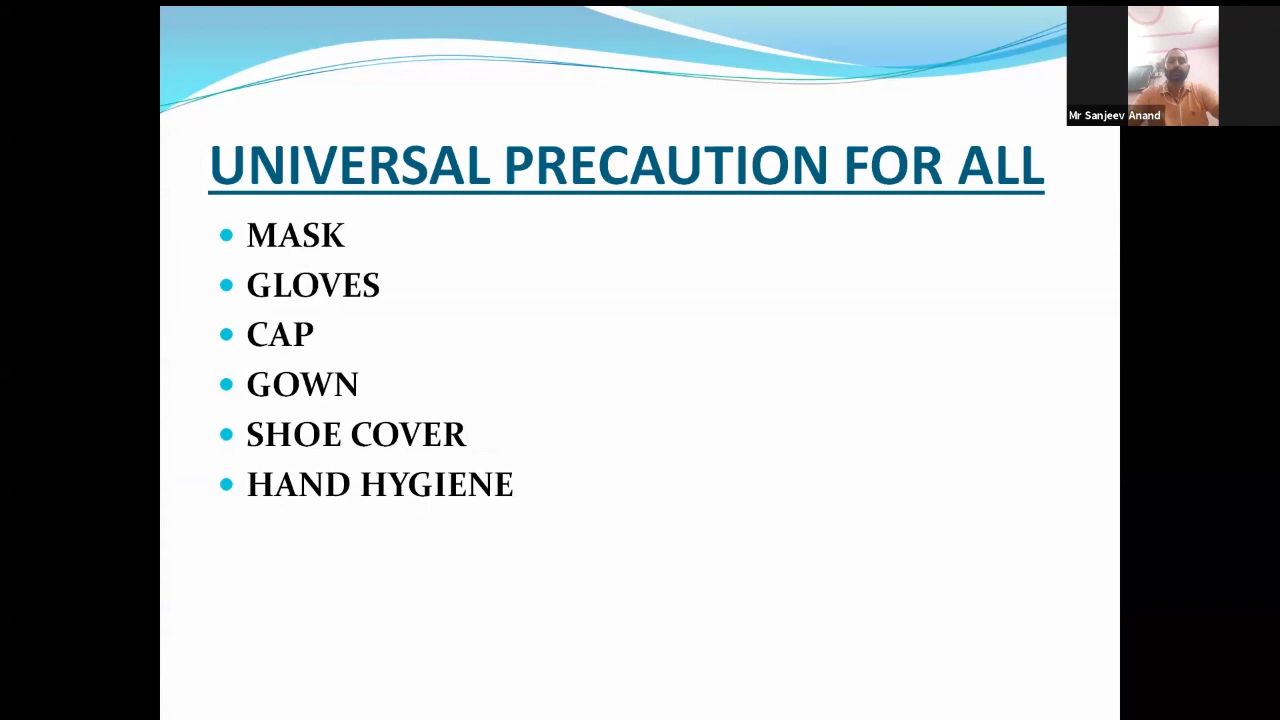 UNIVERSAL PRECAUTION FOR ALL
MASK
GLOVES
CAP
GOWN
SHOE COVER
HAND HYGIENE
Mr Sanjeev Anand